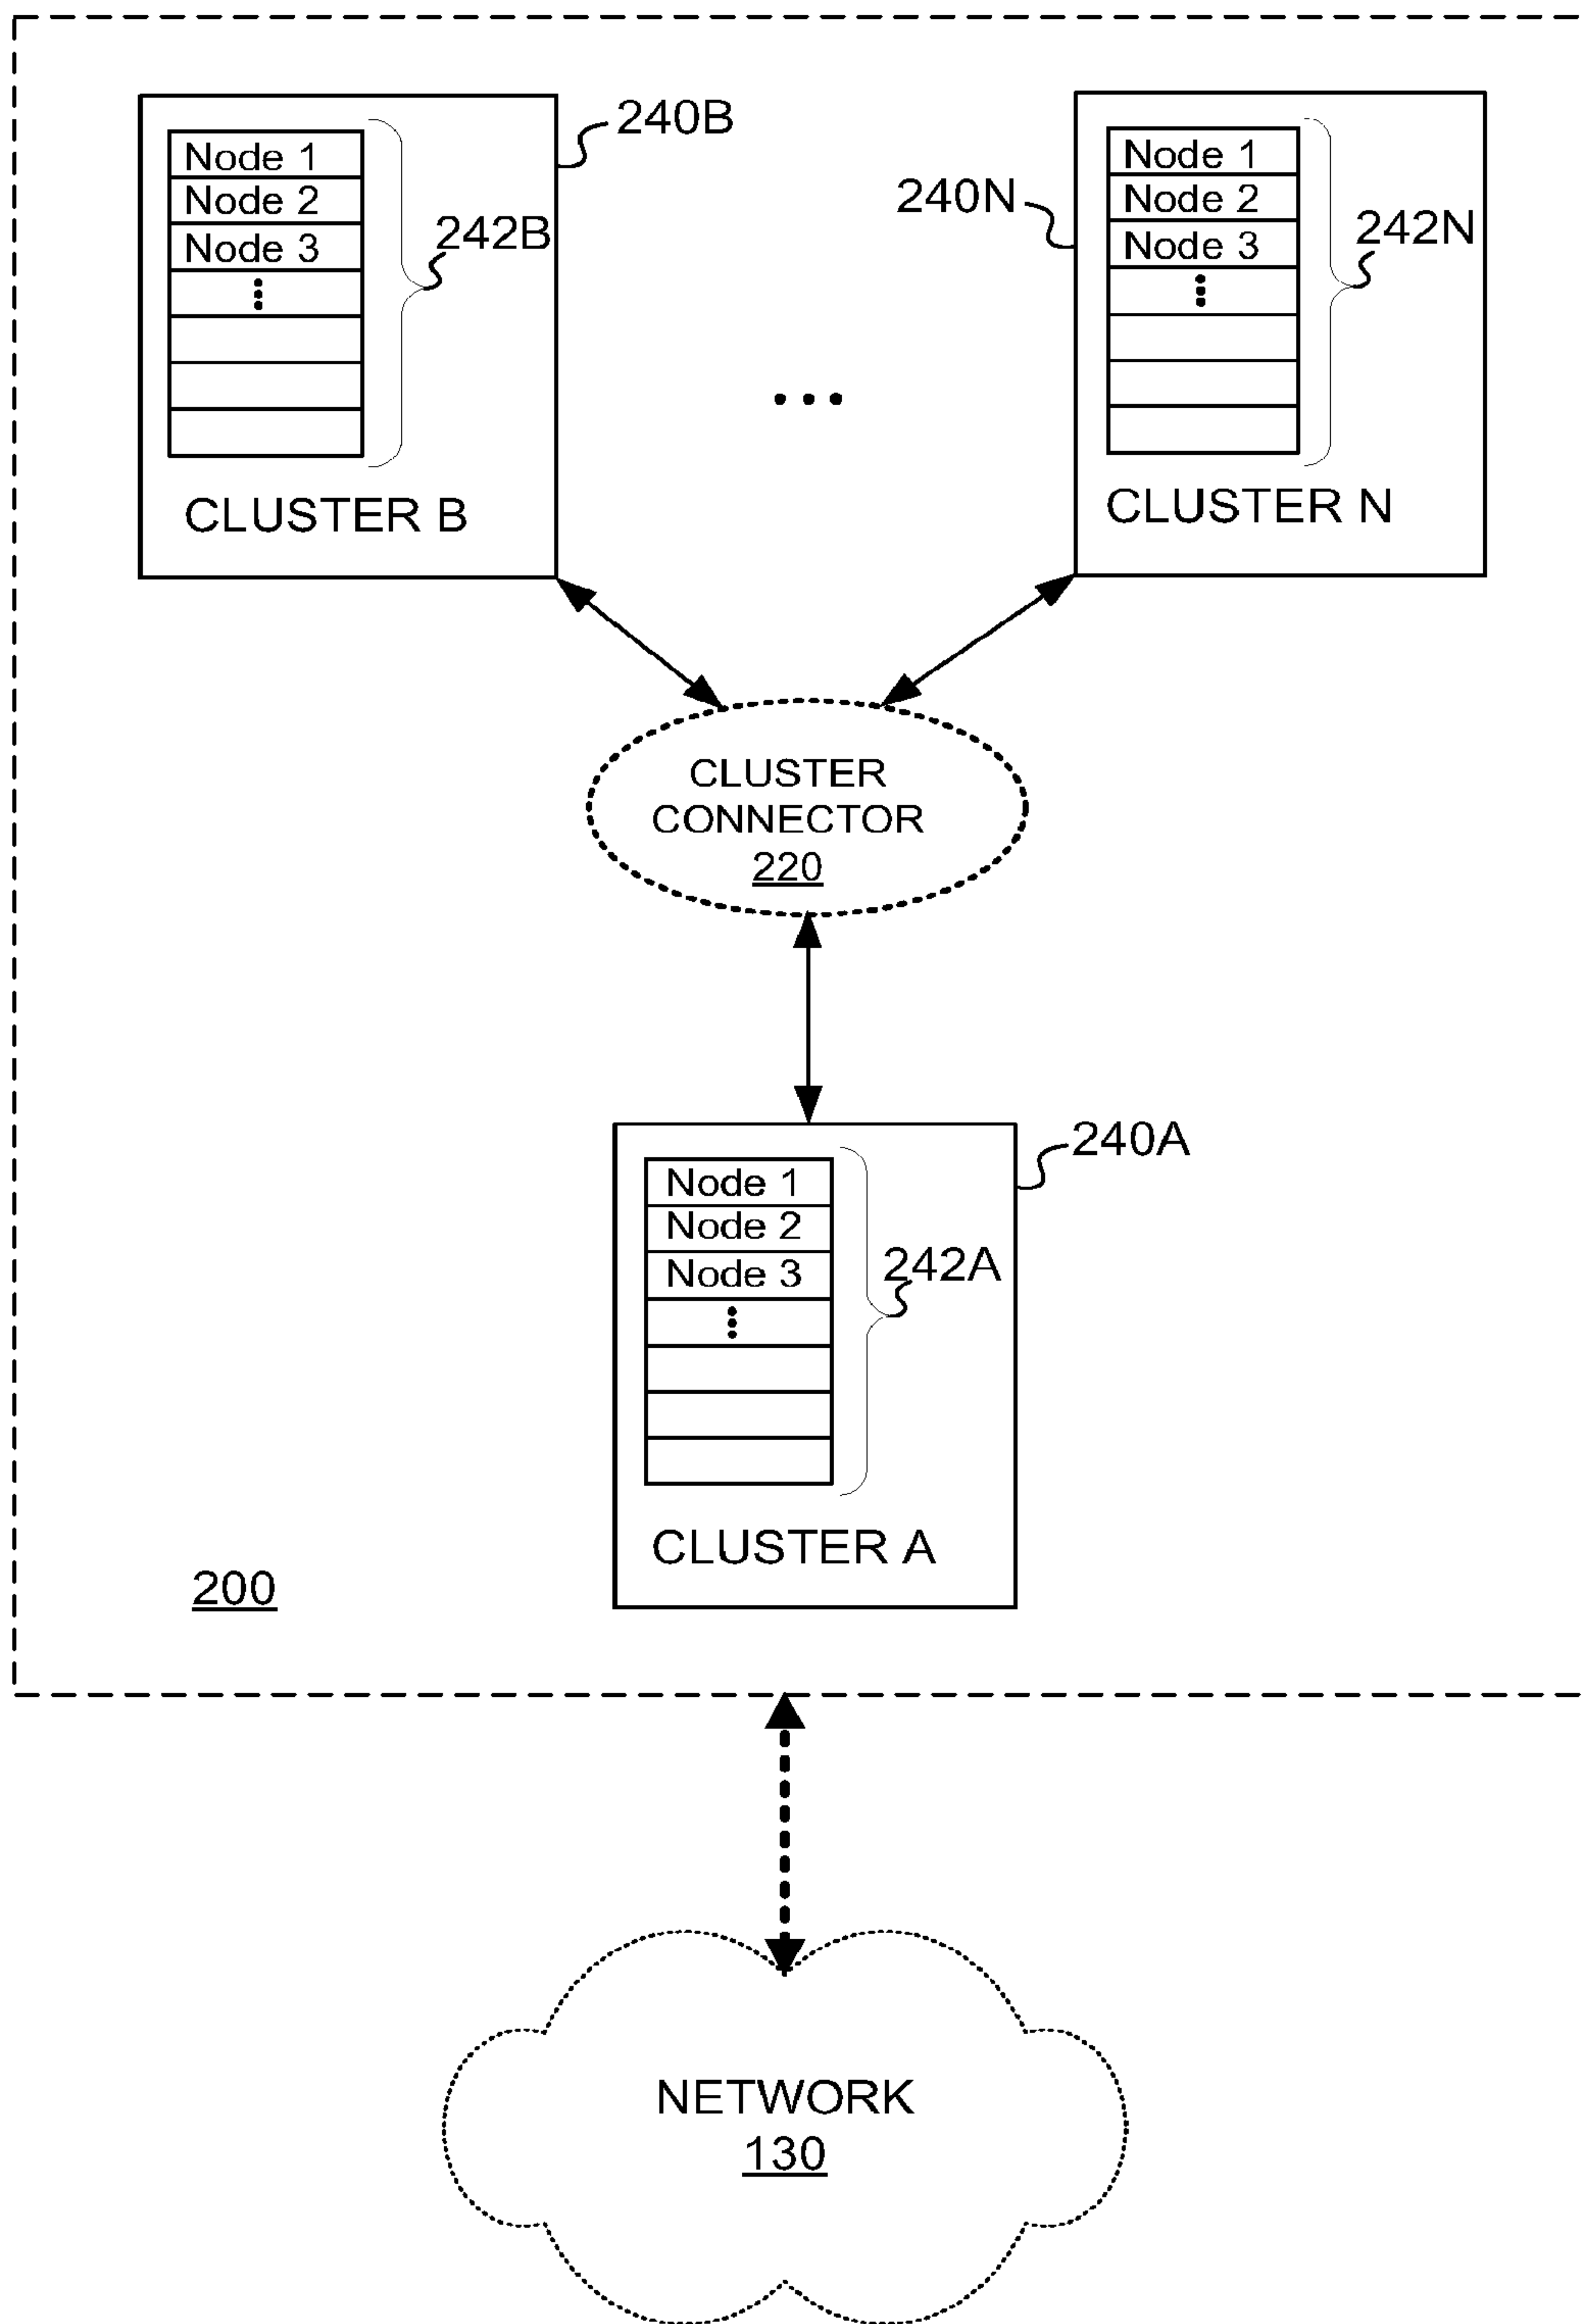 240B
Node 1
Node 2
Node 3
242B
CLUSTER B
240N
Node 1
Node 2
Node 3
242N
CLUSTER N
...
CLUSTER
CONNECTOR
220
240A
Node 1
Node 2
Node 3
242A
CLUSTER A
200
NETWORK
130